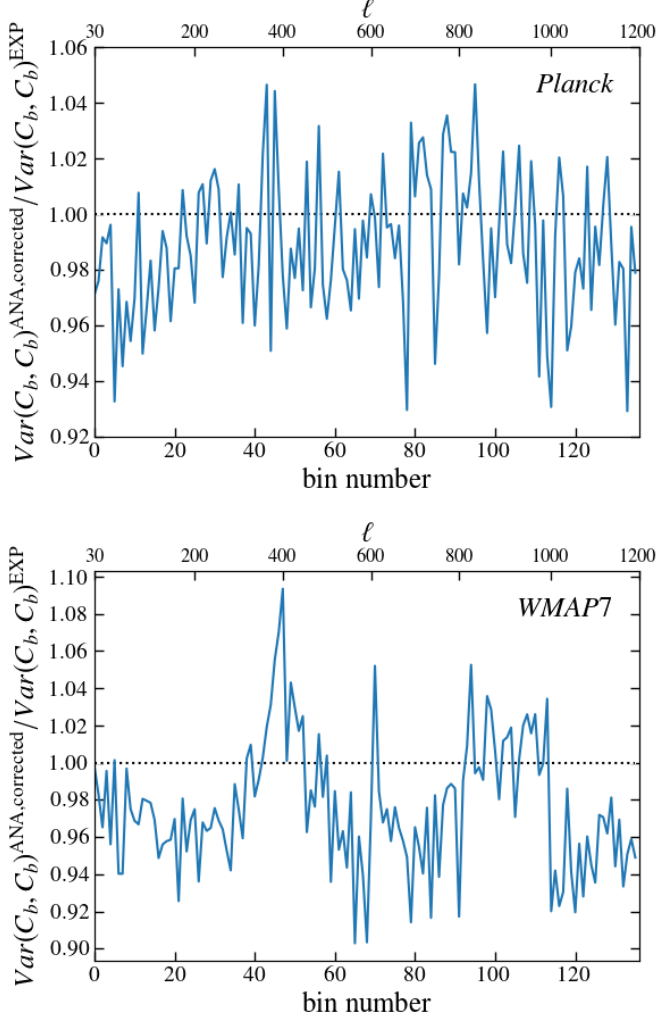 ℓ
30 200 400 600 800 1000 1200
1.06
1.04
1.02
1.00
0.98
0.96
0.94
0.92
Var(C_b, C_b)^ANA,corrected/Var(C_b, C_b)^EXP
Planck
0 20 40 60 80 100 120
bin number
ℓ
30 200 400 600 800 1000 1200
1.10
1.08
1.06
1.04
1.02
1.00
0.98
0.96
0.94
0.92
0.90
Var(C_b, C_b)^ANA,corrected/Var(C_b, C_b)^EXP
WMAP7
0 20 40 60 80 100 120
bin number